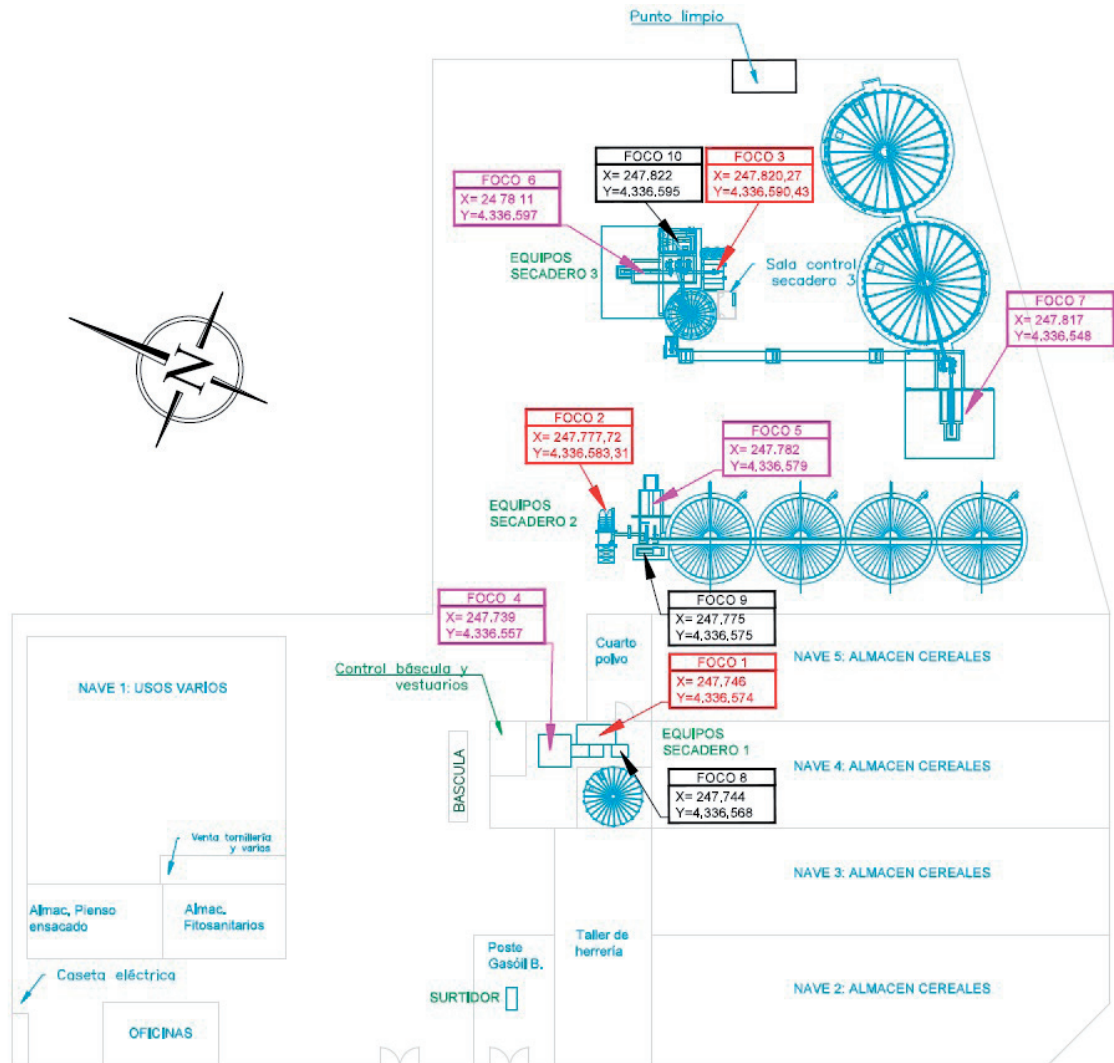 Punto limpio
FOCO 10
X= 247.822
Y=4.336.595
FOCO 3
X= 247.820,27
Y=4.336.590,43
FOCO 6
X= 24 78 11
Y=4.336.597
EQUIPOS
SECADERO 3
Sala control
secadero 3
FOCO 7
X= 247.817
Y=4.336.548
N
FOCO 2
X= 247.777,72
Y=4.336.583,31
FOCO 5
X= 247.782
Y=4.336.579
EQUIPOS
SECADERO 2
FOCO 4
X= 247.739
Y=4.336.557
FOCO 9
X= 247.775
Y=4.336.575
Cuarto
polvo
NAVE 5: ALMACEN CEREALES
FOCO 1
X= 247.746
Y=4.336.574
Control báscula y
vestuarios
NAVE 1: USOS VARÍOS
EQUIPOS
SECADERO 1
BASCULA
NAVE 4: ALMACEN CEREALES
FOCO 8
X= 247.744
Y=4.336.568
Venta tornillería
y varios
NAVE 3: ALMACEN CEREALES
Almac. Pienso
ensacado
Almac.
Fitosanitarios
Taller de
herrería
Poste
Gasóil B.
Caseta eléctrica
SURTIDOR
NAVE 2: ALMACEN CEREALES
OFICINAS